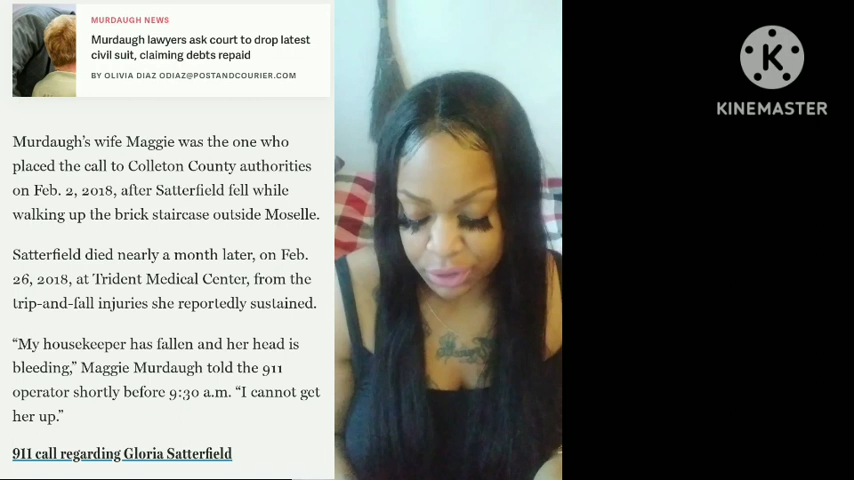 MURDAUGH NEWS
Murdaugh lawyers ask court to drop latest
civil suit, claiming debts repaid
BY OLIVIA DIAZ ODIAZ@POSTANDCOURIER.COM
Murdaugh's wife Maggie was the one who
placed the call to Colleton County authorities
on Feb. 2, 2018, after Satterfield fell while
walking up the brick staircase outside Moselle.
Satterfield died nearly a month later, on Feb.
26, 2018, at Trident Medical Center, from the
trip-and-fall injuries she reportedly sustained.
“My housekeeper has fallen and her head is
bleeding,” Maggie Murdaugh told the 911
operator shortly before 9:30 a.m. “I cannot get
her up.”
911 call regarding Gloria Satterfield
K
KINEMASTER